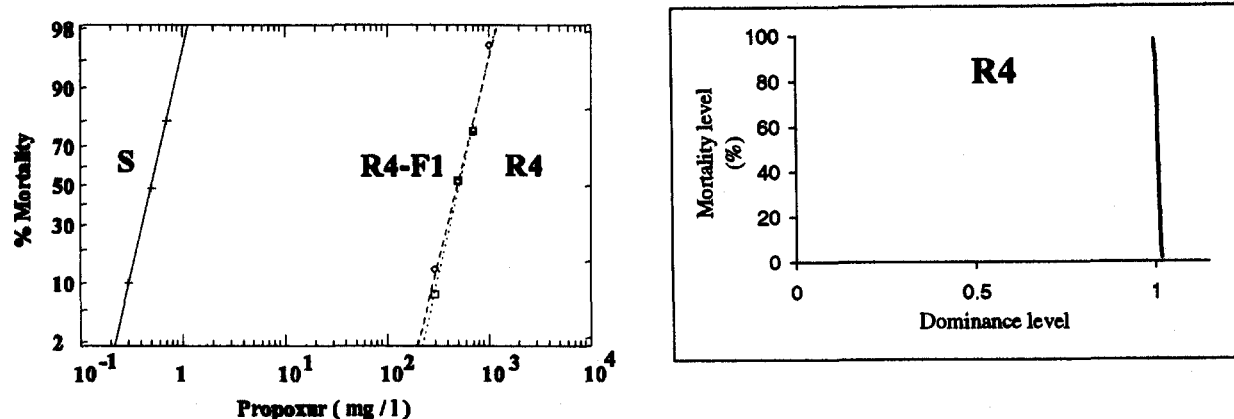 98
90
70
50
30
10
2
% Mortality
S
R4-F1
R4
10^-1
1
10^1
10^2
10^3
10^4
Propoxur ( mg / l )
R4
Mortality level
(%)
100
80
60
40
20
0
0
0.5
1
Dominance level